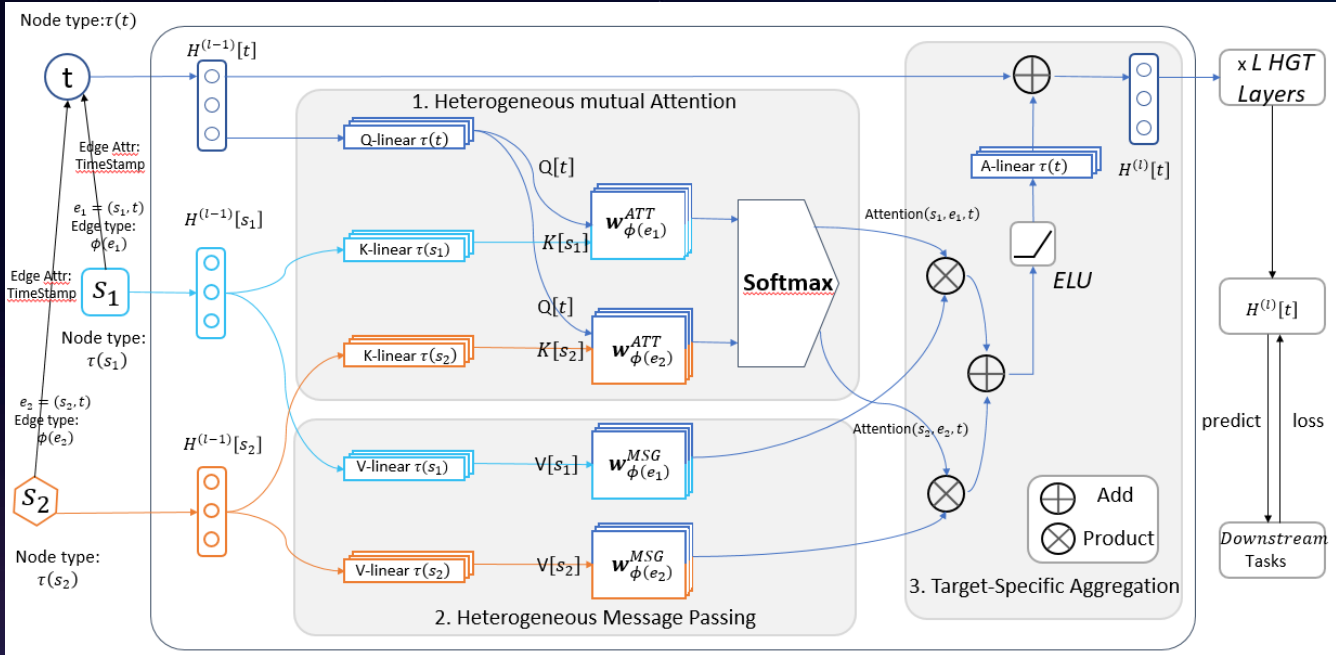 Node type:τ(t)
t
Edge Attr:
TimeStamp
e₁ = (s₁, t)
Edge type:
ϕ(e₁)
Edge Attr:
TimeStamp
S₁
Node type:
τ(s₁)
e₂ = (s₂, t)
Edge type:
ϕ(e₂)
S₂
Node type:
τ(s₂)
H^(l-1)[t]
H^(l-1)[s₁]
H^(l-1)[s₂]
1. Heterogeneous mutual Attention
Q-linear τ(t)
Q[t]
K-linear τ(s₁)
K[s₁]
w^ATT_ϕ(e₁)
Q[t]
K-linear τ(s₂)
K[s₂]
w^ATT_ϕ(e₂)
Softmax
V-linear τ(s₁)
V[s₁]
w^MSG_ϕ(e₁)
V-linear τ(s₂)
V[s₂]
w^MSG_ϕ(e₂)
2. Heterogeneous Message Passing
Attention(s₁, e₁, t)
Attention(s₂, e₂, t)
A-linear τ(t)
ELU
H^(l)[t]
Add
Product
3. Target-Specific Aggregation
x L HGT
Layers
H^(l)[t]
predict
loss
Downstream
Tasks